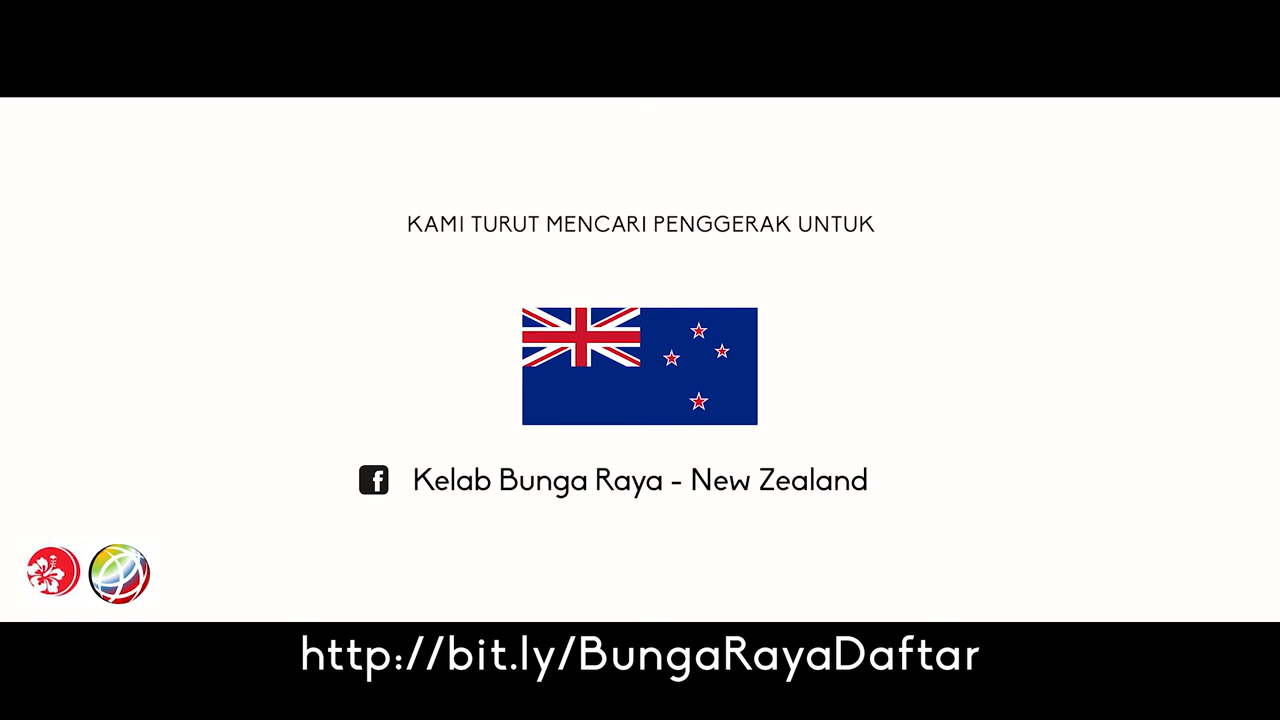 KAMI TURUT MENCARI PENGGERAK UNTUK
Kelab Bunga Raya - New Zealand
http://bit.ly/BungaRayaDaftar